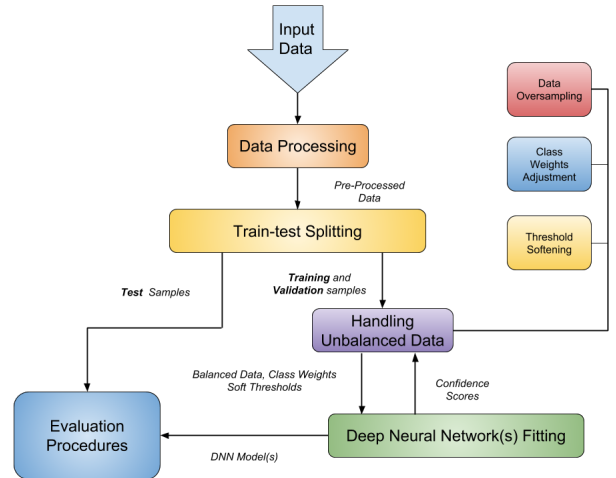 Input
Data
Data Processing
Pre-Processed
Data
Train-test Splitting
Test Samples
Training and
Validation samples
Handling
Unbalanced Data
Data
Oversampling
Class
Weights
Adjustment
Threshold
Softening
Balanced Data, Class Weights
Soft Thresholds
Confidence
Scores
Evaluation
Procedures
Deep Neural Network(s) Fitting
DNN Model(s)